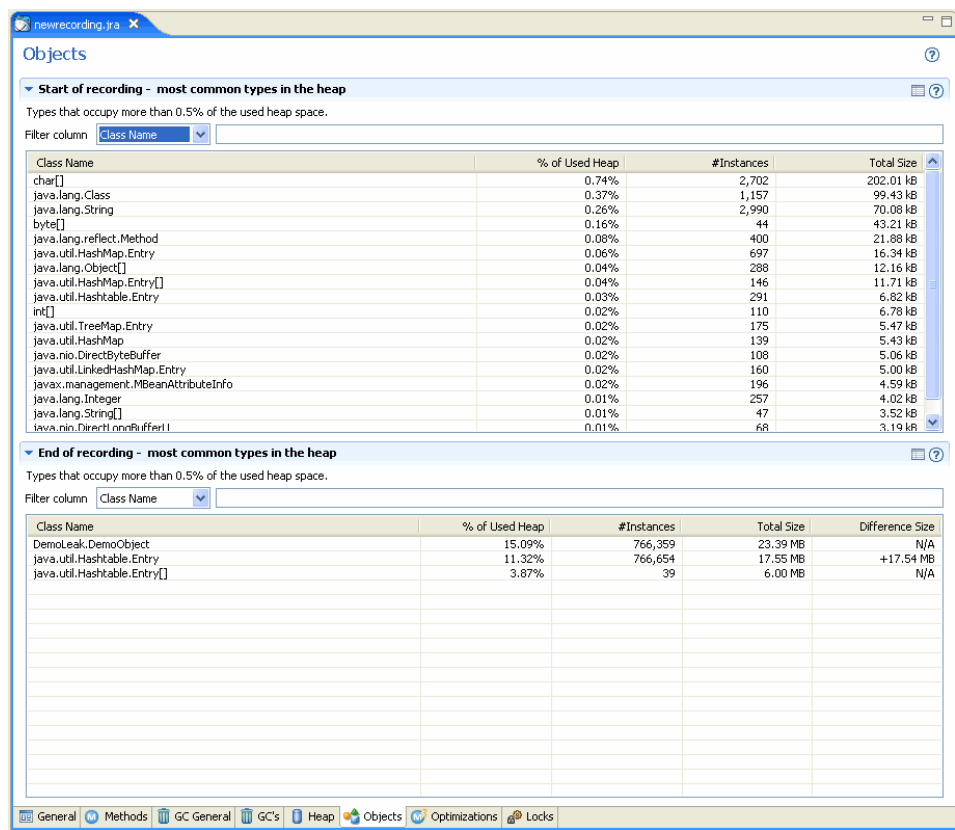 newrecording.jra
Objects
Start of recording - most common types in the heap
Types that occupy more than 0.5% of the used heap space.
Filter column Class Name
Class Name % of Used Heap #Instances Total Size
char[] 0.74% 2,702 202.01 kB
java.lang.Class 0.37% 1,157 99.43 kB
java.lang.String 0.26% 2,990 70.08 kB
byte[] 0.16% 44 43.21 kB
java.lang.reflect.Method 0.08% 400 21.88 kB
java.util.HashMap.Entry 0.06% 697 16.34 kB
java.lang.Object[] 0.04% 288 12.16 kB
java.util.HashMap.Entry[] 0.04% 146 11.71 kB
java.util.Hashtable.Entry 0.03% 291 6.82 kB
int[] 0.02% 110 6.78 kB
java.util.TreeMap.Entry 0.02% 175 5.47 kB
java.util.HashMap 0.02% 139 5.43 kB
java.nio.DirectByteBuffer 0.02% 108 5.06 kB
java.util.LinkedHashMap.Entry 0.02% 160 5.00 kB
javax.management.MBeanAttributeInfo 0.02% 196 4.59 kB
java.lang.Integer 0.01% 257 4.02 kB
java.lang.String[] 0.01% 47 3.52 kB
java.nio.DirectLongBufferU 0.01% 68 3.19 kB
End of recording - most common types in the heap
Types that occupy more than 0.5% of the used heap space.
Filter column Class Name
Class Name % of Used Heap #Instances Total Size Difference Size
DemoLeak.DemoObject 15.09% 766,359 23.39 MB N/A
java.util.Hashtable.Entry 11.32% 766,654 17.55 MB +17.54 MB
java.util.Hashtable.Entry[] 3.87% 39 6.00 MB N/A
General Methods GC General GC's Heap Objects Optimizations Locks